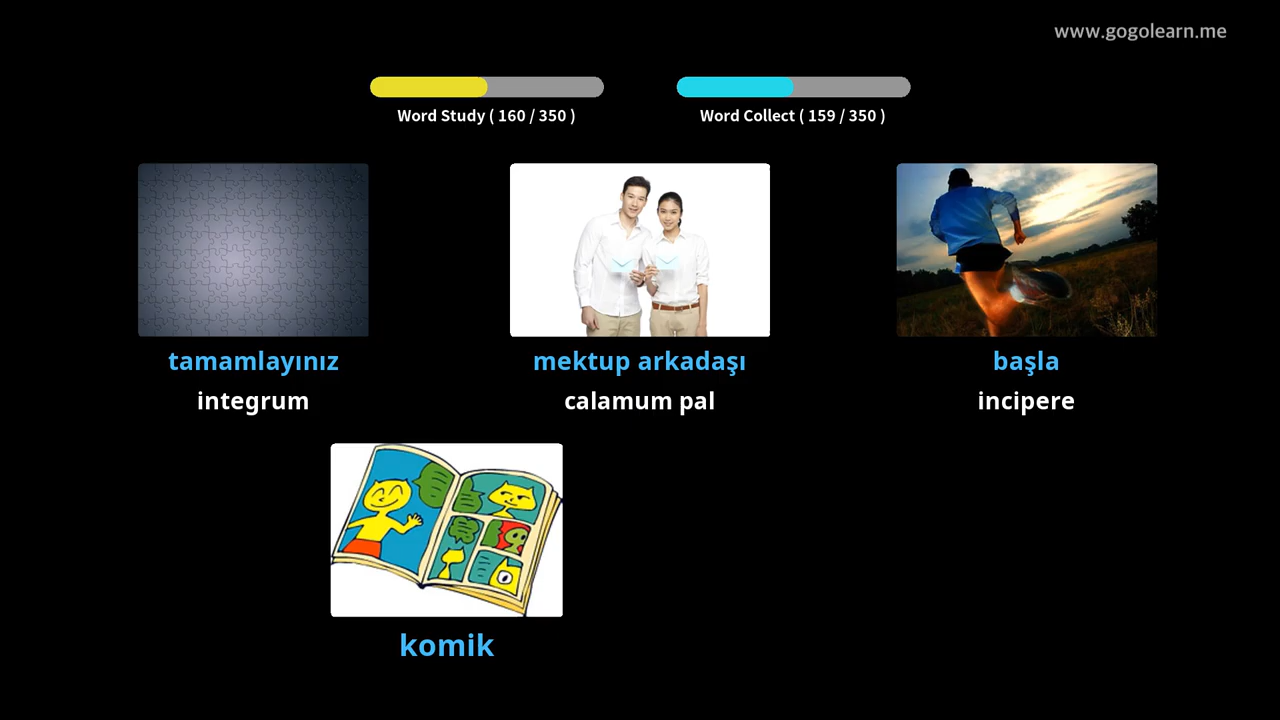 www.gogolearn.me
Word Study ( 160 / 350 )
Word Collect ( 159 / 350 )
tamamlayınız
mektup arkadaşı
başla
integrum
calamum pal
incipere
komik